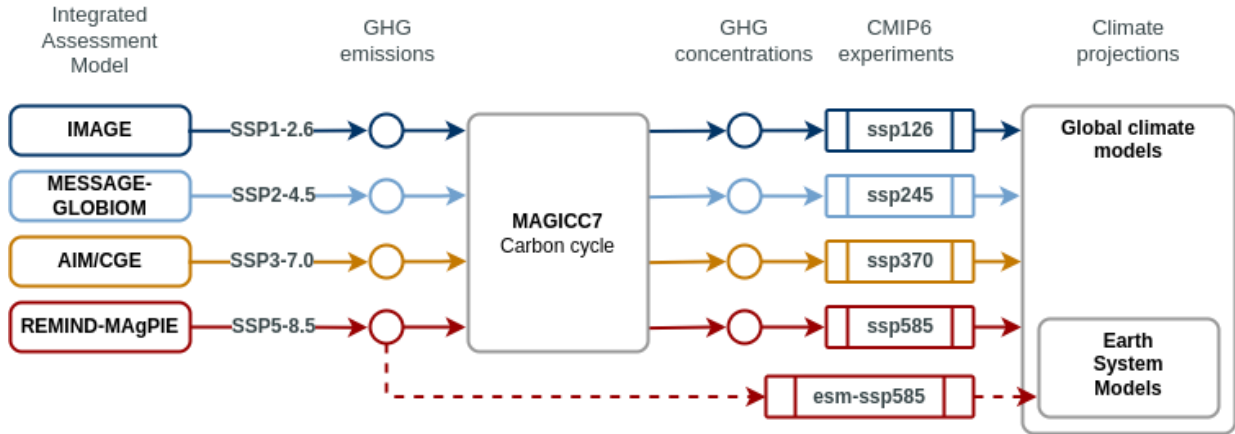 Integrated
Assessment
Model
GHG
emissions
GHG
concentrations
CMIP6
experiments
Climate
projections
IMAGE
SSP1-2.6
ssp126
Global climate
models
MESSAGE-
GLOBIOM
SSP2-4.5
MAGICC7
Carbon cycle
ssp245
AIM/CGE
SSP3-7.0
ssp370
REMIND-MAgPIE
SSP5-8.5
ssp585
Earth
System
Models
esm-ssp585